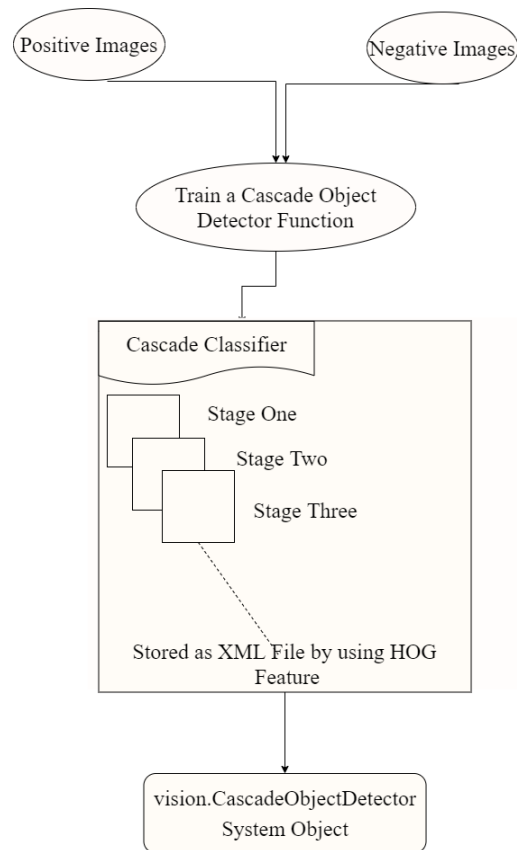 Positive Images
Negative Images
Train a Cascade Object
Detector Function
Cascade Classifier
Stage One
Stage Two
Stage Three
Stored as XML File by using HOG
Feature
vision.CascadeObjectDetector
System Object